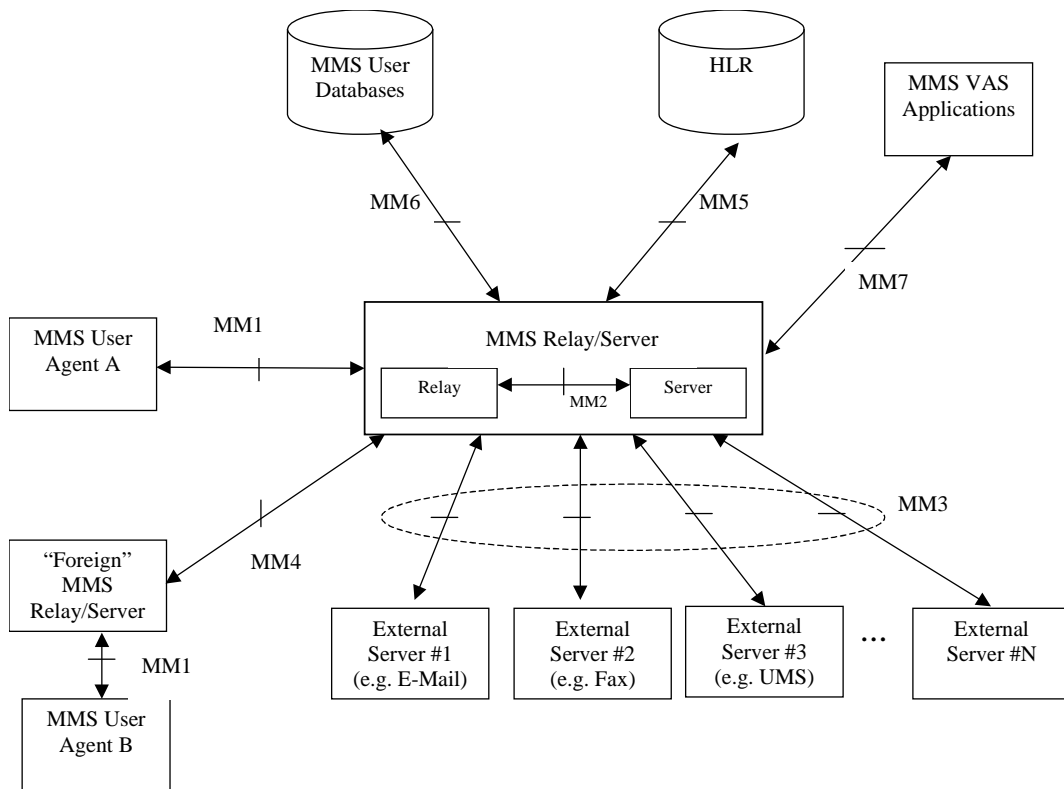 MMS User
Databases
HLR
MMS VAS
Applications
MM6
MM5
MM7
MM1
MMS User
Agent A
MMS Relay/Server
Relay
MM2
Server
MM3
MM4
“Foreign”
MMS
Relay/Server
MM1
MMS User
Agent B
External
Server #1
(e.g. E-Mail)
External
Server #2
(e.g. Fax)
External
Server #3
(e.g. UMS)
...
External
Server #N